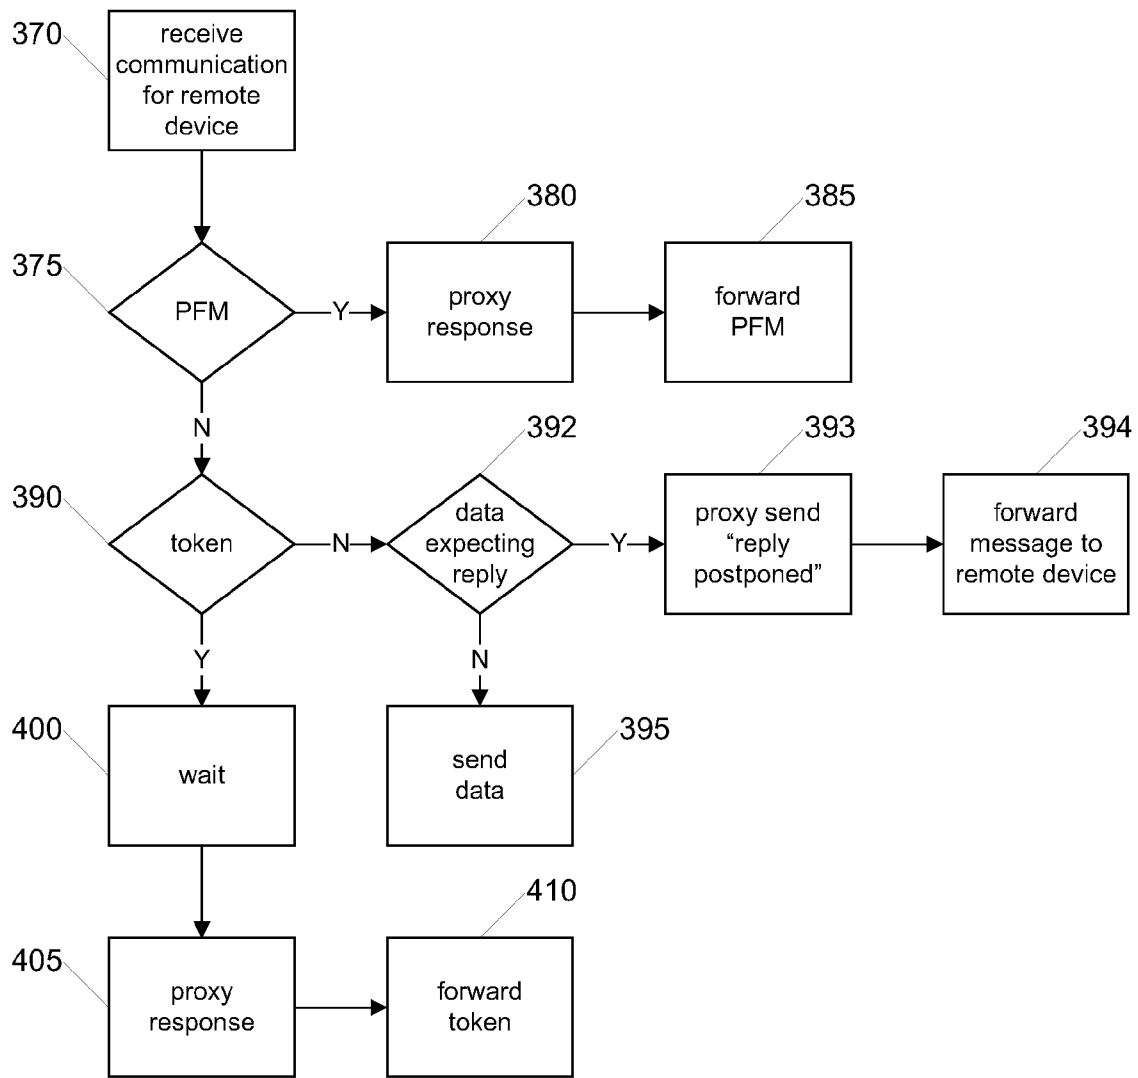 370
receive
communication
for remote
device
380
385
375
PFM
Y
proxy
response
forward
PFM
N
392
393
394
390
token
N
data
expecting
reply
Y
proxy send
“reply
postponed”
forward
message to
remote device
Y
N
400
wait
send
data
395
410
405
proxy
response
forward
token